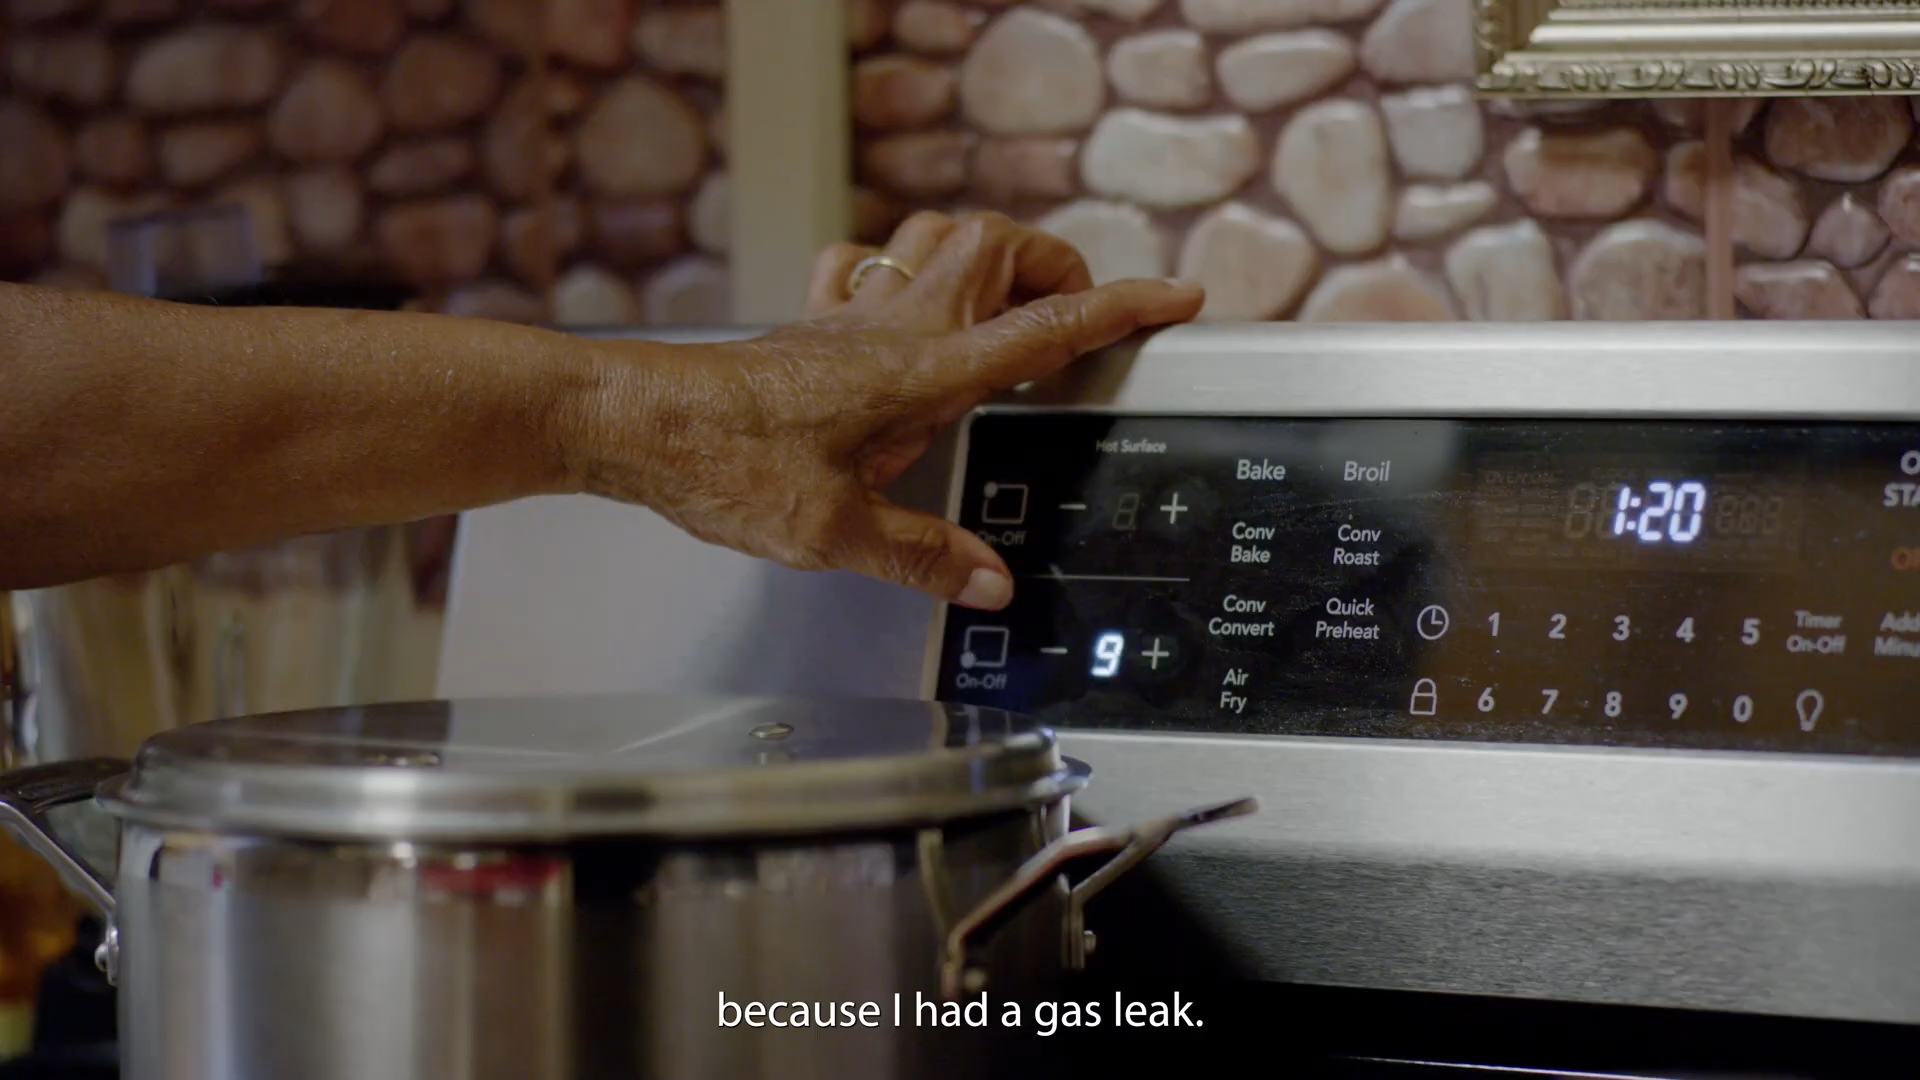 Hot Surface
Bake
Broil
On-Off
Conv
Bake
Conv
Roast
1:20
Conv
Convert
Quick
Preheat
1 2 3 4 5
Timer
On-Off
On-Off
9
Air
Fry
6 7 8 9 0
because I had a gas leak.